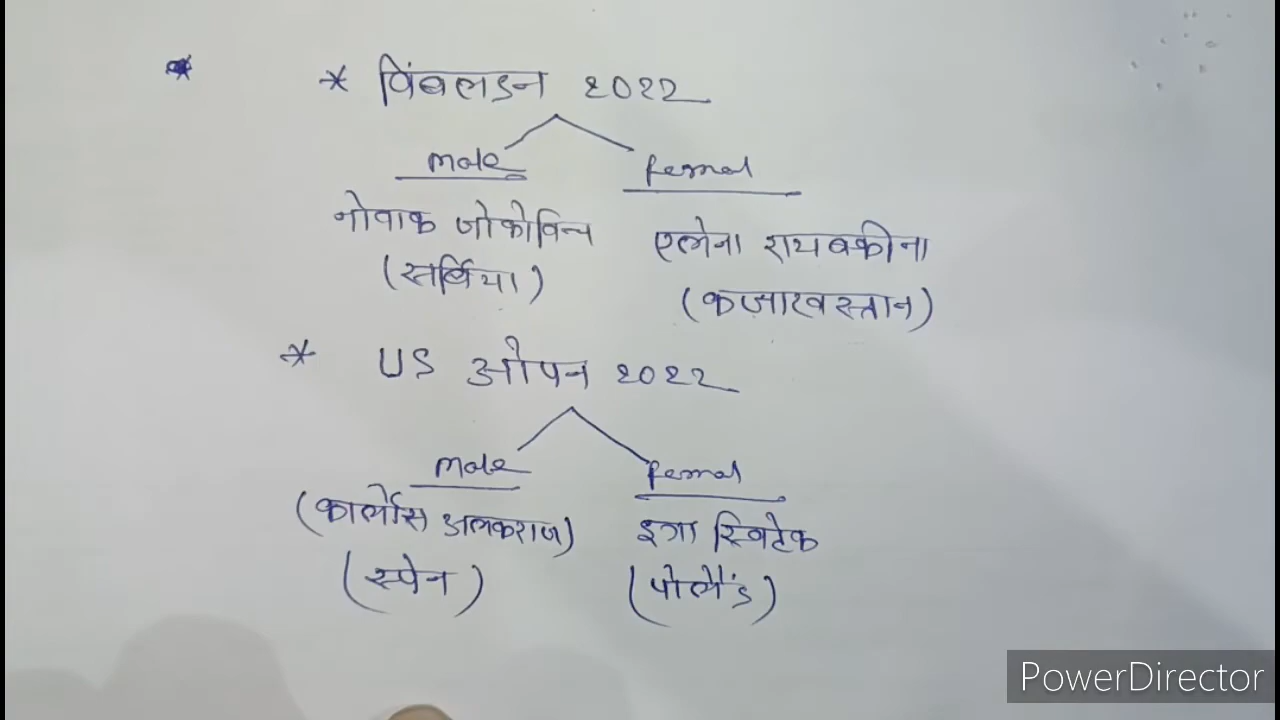 * विंबलडन 2022
male femal
नोवाक जोकोविच एलेना रायबकीना
(सर्बिया) (कज़ाखस्तान)
* US ओपन 2022
male femal
(कार्लोस अलकराज) इगा स्विटेक
(स्पेन) (पोलैंड)
PowerDirector